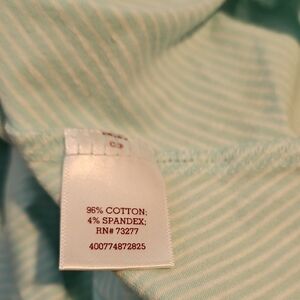 96% COTTON;
4% SPANDEX;
RN# 73277
400774872825